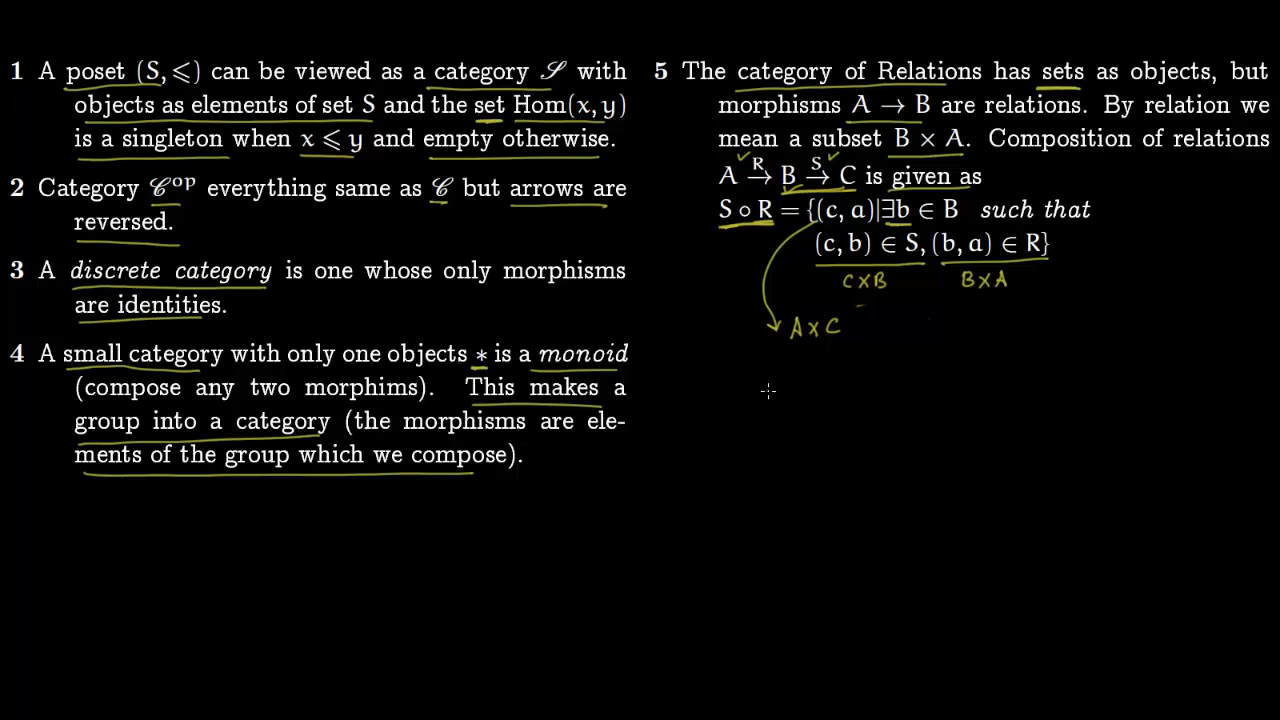 1 A poset (S, ⩽) can be viewed as a category 𝒮 with
objects as elements of set S and the set Hom(x, y)
is a singleton when x ⩽ y and empty otherwise.
2 Category 𝒞ᵒᵖ everything same as 𝒞 but arrows are
reversed.
3 A discrete category is one whose only morphisms
are identities.
4 A small category with only one objects ∗ is a monoid
(compose any two morphims). This makes a
group into a category (the morphisms are ele-
ments of the group which we compose).
5 The category of Relations has sets as objects, but
morphisms A → B are relations. By relation we
mean a subset B × A. Composition of relations
A →ᴿ B →ˢ C is given as
S ∘ R = {(c, a)|∃b ∈ B such that
(c, b) ∈ S, (b, a) ∈ R}
C×B B×A
A×C